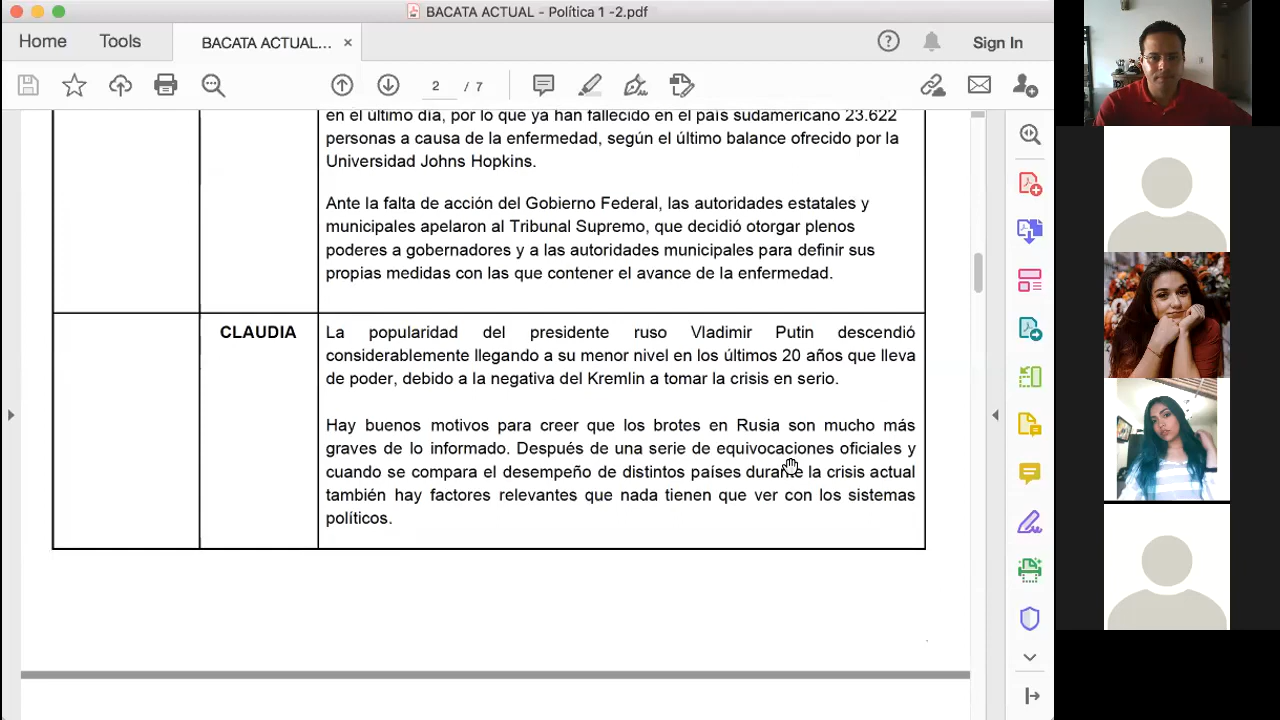 BACATA ACTUAL - Política 1 -2.pdf
Home
Tools
BACATA ACTUAL... ×
Sign In
2 / 7
en el último día, por lo que ya han fallecido en el país sudamericano 23.622
personas a causa de la enfermedad, según el último balance ofrecido por la
Universidad Johns Hopkins.
Ante la falta de acción del Gobierno Federal, las autoridades estatales y
municipales apelaron al Tribunal Supremo, que decidió otorgar plenos
poderes a gobernadores y a las autoridades municipales para definir sus
propias medidas con las que contener el avance de la enfermedad.
CLAUDIA
La popularidad del presidente ruso Vladimir Putin descendió
considerablemente llegando a su menor nivel en los últimos 20 años que lleva
de poder, debido a la negativa del Kremlin a tomar la crisis en serio.
Hay buenos motivos para creer que los brotes en Rusia son mucho más
graves de lo informado. Después de una serie de equivocaciones oficiales y
cuando se compara el desempeño de distintos países durante la crisis actual
también hay factores relevantes que nada tienen que ver con los sistemas
políticos.